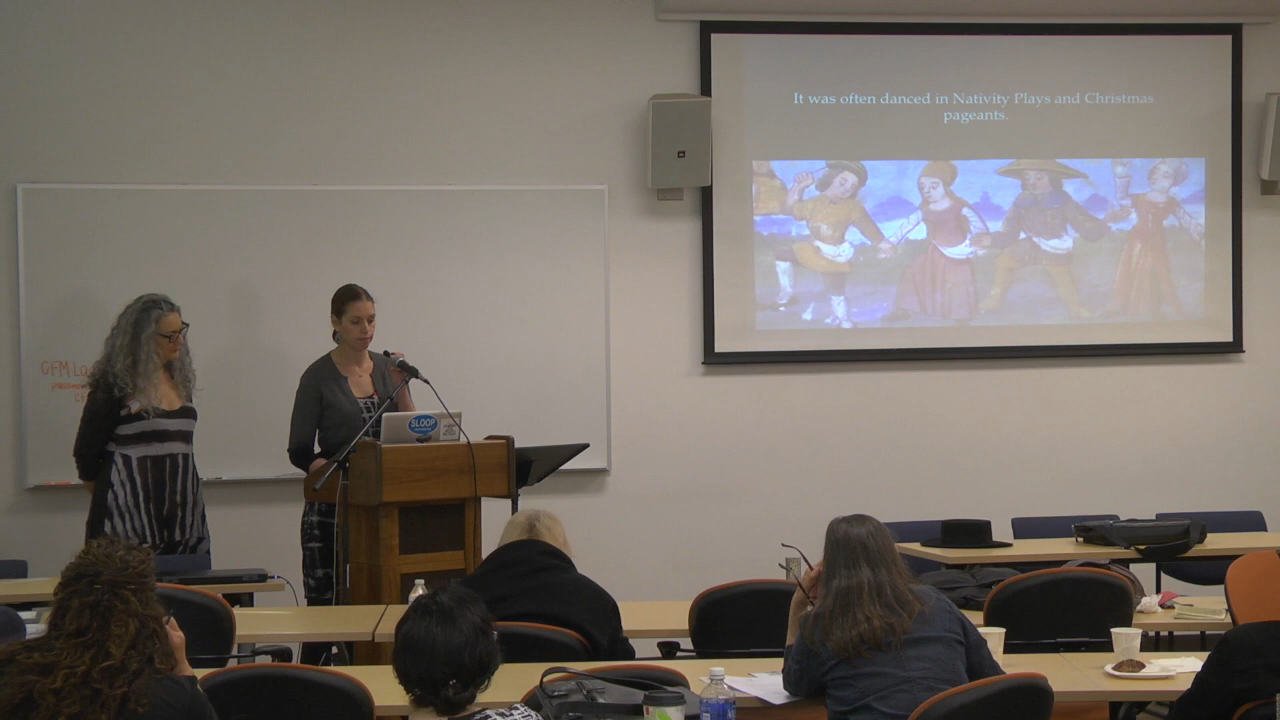 It was often danced in Nativity Plays and Christmas
pageants.
SLOOP